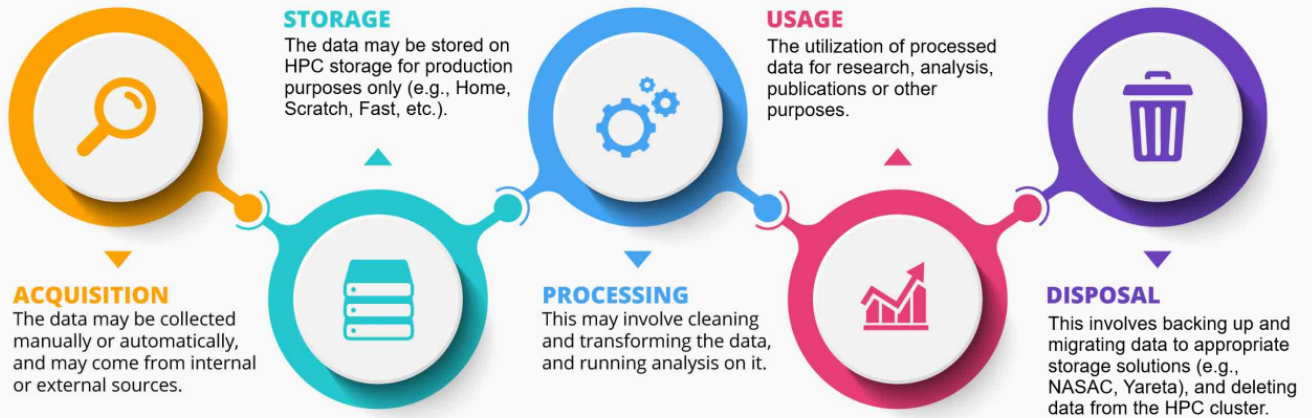 ACQUISITION
The data may be collected
manually or automatically,
and may come from internal
or external sources.
STORAGE
The data may be stored on
HPC storage for production
purposes only (e.g., Home,
Scratch, Fast, etc.).
PROCESSING
This may involve cleaning
and transforming the data,
and running analysis on it.
USAGE
The utilization of processed
data for research, analysis,
publications or other
purposes.
DISPOSAL
This involves backing up and
migrating data to appropriate
storage solutions (e.g.,
NASAC, Yareta), and deleting
data from the HPC cluster.